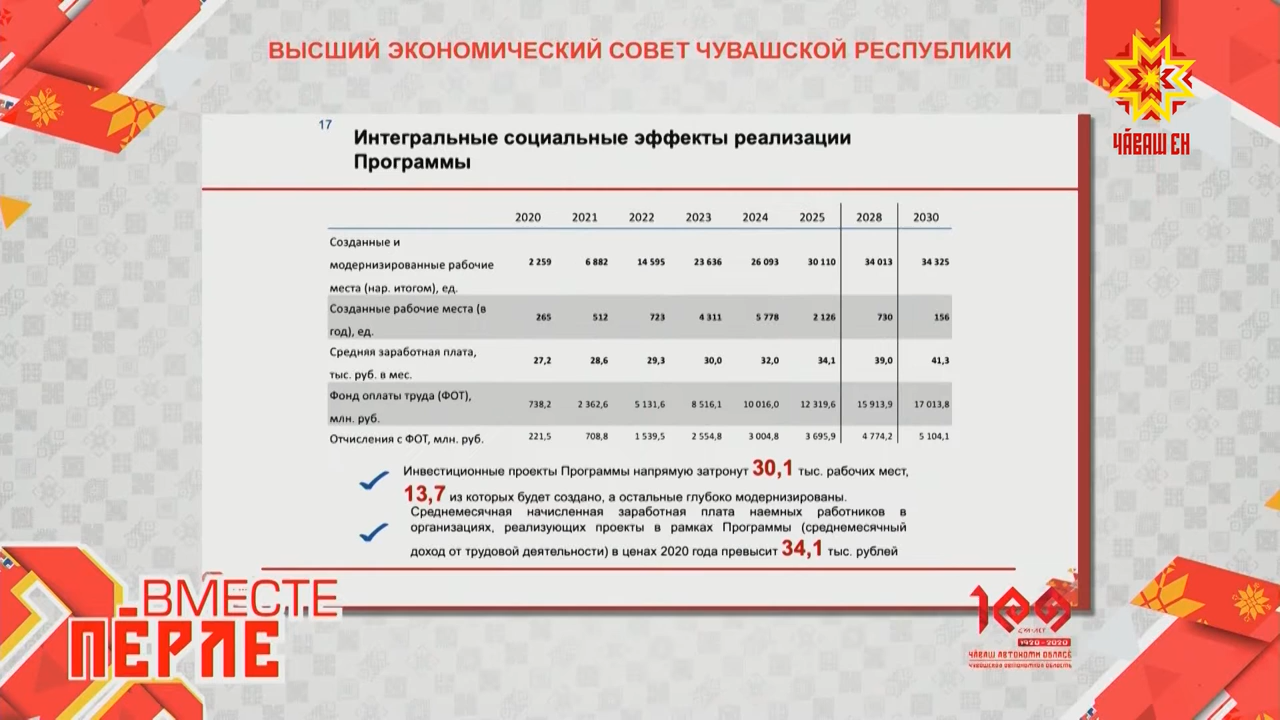 ВЫСШИЙ ЭКОНОМИЧЕСКИЙ СОВЕТ ЧУВАШСКОЙ РЕСПУБЛИКИ
ЧӐВАШ ЕН
17
Интегральные социальные эффекты реализации
Программы
2020 2021 2022 2023 2024 2025 2028 2030
Созданные и
модернизированные рабочие
места (нар. итогом), ед.
2 259 6 882 14 595 23 636 26 093 30 110 34 013 34 325
Созданные рабочие места (в
год), ед.
265 512 723 4 311 5 778 2 126 730 156
Средняя заработная плата,
тыс. руб. в мес.
27,2 28,6 29,3 30,0 32,0 34,1 39,0 41,3
Фонд оплаты труда (ФОТ),
млн. руб.
738,2 2 362,6 5 131,6 8 516,1 10 016,0 12 319,6 15 913,9 17 013,8
Отчисления с ФОТ, млн. руб. 221,5 708,8 1 539,5 2 554,8 3 004,8 3 695,9 4 774,2 5 104,1
Инвестиционные проекты Программы напрямую затронут 30,1 тыс. рабочих мест,
13,7 из которых будет создано, а остальные глубоко модернизированы.
Среднемесячная начисленная заработная плата наемных работников в
организациях, реализующих проекты в рамках Программы (среднемесячный
доход от трудовой деятельности) в ценах 2020 года превысит 34,1 тыс. рублей
ВМЕСТЕ
ПӖРЛЕ
100
1920-2020
ЧӐВАШ АВТОНОМИ ОБЛАҪӖ
ЧУВАШСКАЯ АВТОНОМНАЯ ОБЛАСТЬ